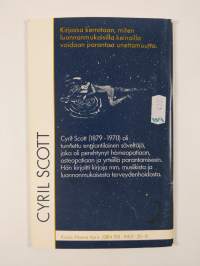 Kirjassa kerrotaan, miten
luonnonmukaisilla keinoilla
voidaan parantaa unettomuutta.
Cyril Scott (1879 - 1970) oli
tunnettu englantilainen säveltäjä,
joka oli perehtynyt homeopatiaan,
osteopatiaan ja yrteillä parantamiseen.
Hän kirjoitti kirjoja mm. musiikista ja
luonnonmukaisesta terveydenhoidosta.
CYRIL SCOTT